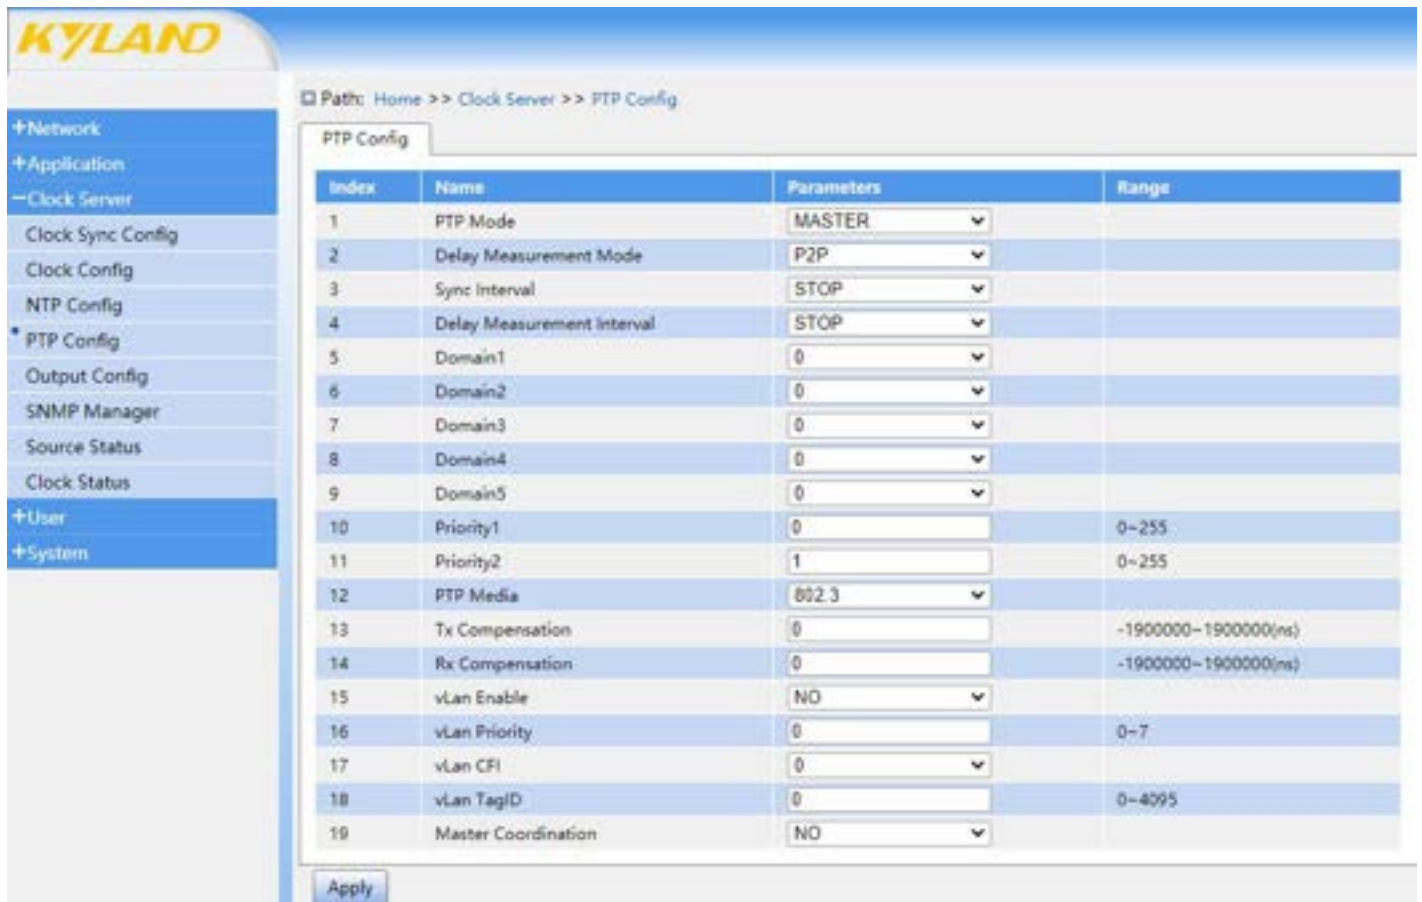 KYLAND
Path: Home >> Clock Server >> PTP Config
+Network
+Application
−Clock Server
Clock Sync Config
Clock Config
NTP Config
PTP Config
Output Config
SNMP Manager
Source Status
Clock Status
+User
+System
PTP Config
Index Name Parameters Range
1 PTP Mode MASTER
2 Delay Measurement Mode P2P
3 Sync Interval STOP
4 Delay Measurement Interval STOP
5 Domain1 0
6 Domain2 0
7 Domain3 0
8 Domain4 0
9 Domain5 0
10 Priority1 0 0~255
11 Priority2 1 0~255
12 PTP Media 802.3
13 Tx Compensation 0 -1900000~1900000(ns)
14 Rx Compensation 0 -1900000~1900000(ns)
15 vLan Enable NO
16 vLan Priority 0 0~7
17 vLan CFI 0
18 vLan TagID 0 0~4095
19 Master Coordination NO
Apply